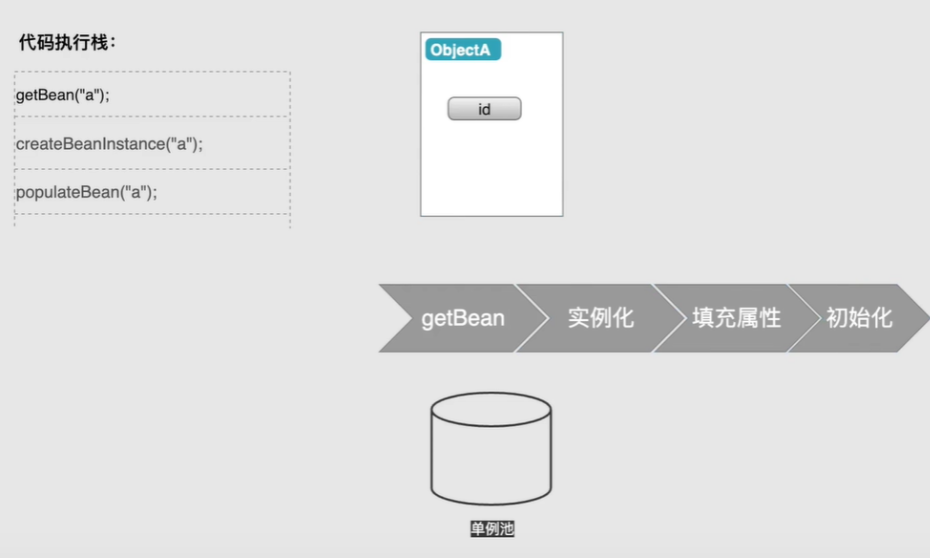 代码执行栈：
getBean("a");
createBeanInstance("a");
populateBean("a");
ObjectA
id
getBean
实例化
填充属性
初始化
单例池